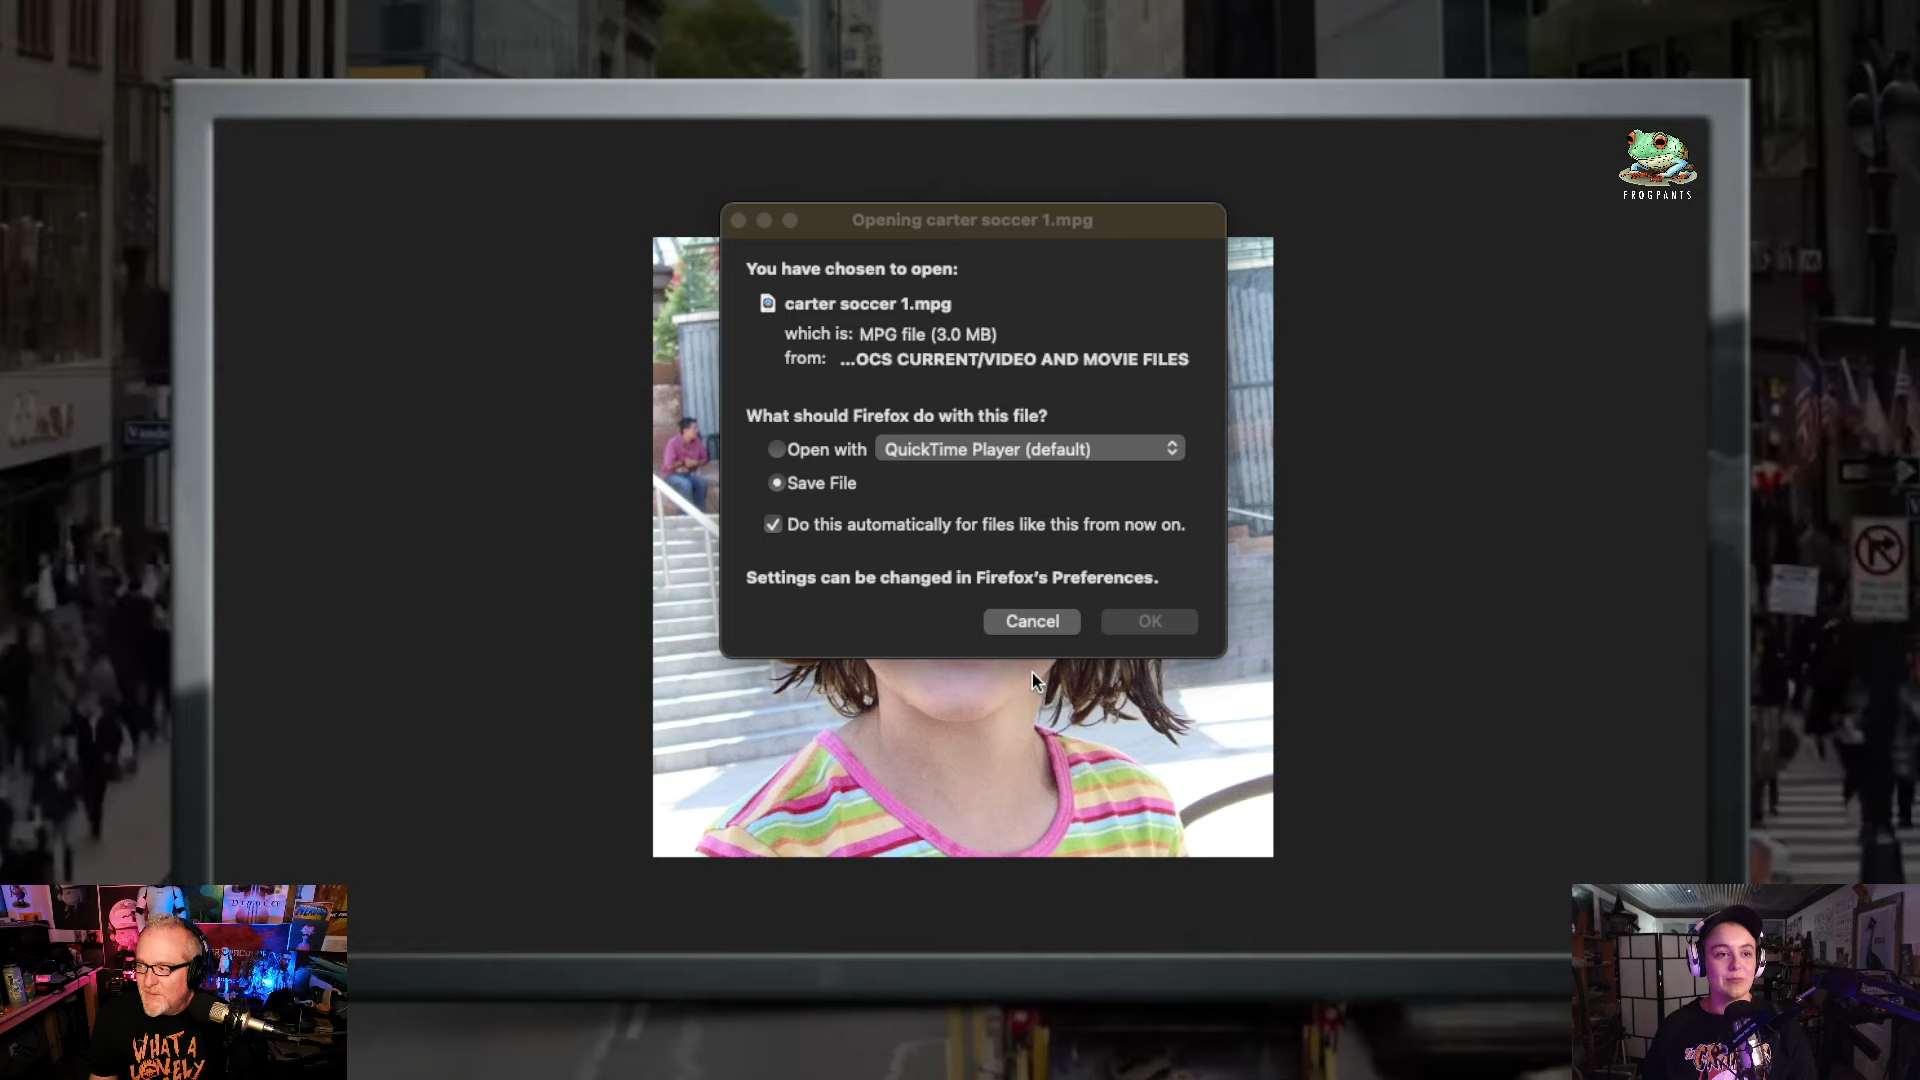 FROGPANTS
Opening carter soccer 1.mpg
You have chosen to open:
carter soccer 1.mpg
which is: MPG file (3.0 MB)
from: ...OCS CURRENT/VIDEO AND MOVIE FILES
What should Firefox do with this file?
Open with QuickTime Player (default)
Save File
Do this automatically for files like this from now on.
Settings can be changed in Firefox's Preferences.
Cancel OK
DIABLO
WHAT A
LONELY